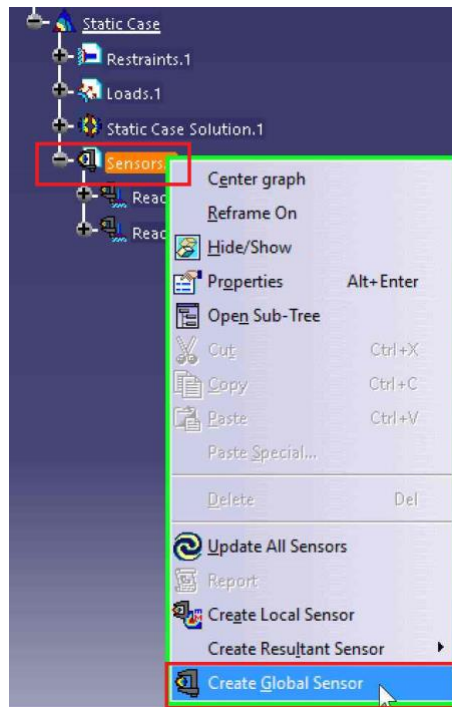 Static Case
Restraints.1
Loads.1
Static Case Solution.1
Sensors.
Reac
Reac
Center graph
Reframe On
Hide/Show
Properties Alt+Enter
Open Sub-Tree
Cut Ctrl+X
Copy Ctrl+C
Paste Ctrl+V
Paste Special...
Delete Del
Update All Sensors
Report
Create Local Sensor
Create Resultant Sensor
Create Global Sensor